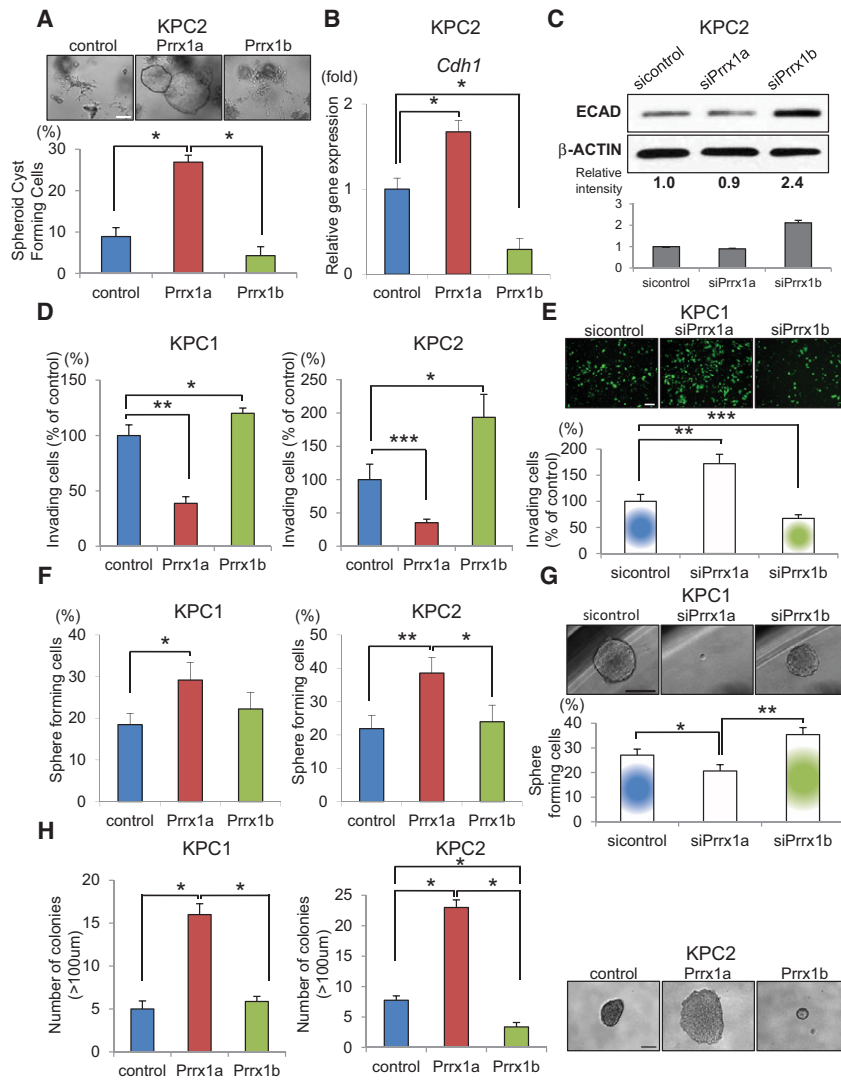 A
KPC2
control Prrx1a Prrx1b
(%)
* *
Spheroid Cyst
Forming Cells
30
20
10
0
control Prrx1a Prrx1b
B
KPC2
(fold)
Cdh1
*
*
Relative gene expression
2
1
0
control Prrx1a Prrx1b
C
KPC2
sicontrol siPrrx1a siPrrx1b
ECAD
β-ACTIN
Relative
intensity
1.0 0.9 2.4
3
2
1
0
sicontrol siPrrx1a siPrrx1b
D
KPC1
(%)
*
**
Invading cells (% of control)
150
100
50
0
control Prrx1a Prrx1b
KPC2
(%)
*
***
Invading cells (% of control)
250
200
150
100
50
0
control Prrx1a Prrx1b
E
KPC1
sicontrol siPrrx1a siPrrx1b
(%)
***
**
Invading cells
(% of control)
200
150
100
50
0
sicontrol siPrrx1a siPrrx1b
F
KPC1
(%)
*
Sphere forming cells
40
30
20
10
0
control Prrx1a Prrx1b
KPC2
(%)
** *
Sphere forming cells
50
40
30
20
10
0
control Prrx1a Prrx1b
G
KPC1
sicontrol siPrrx1a siPrrx1b
(%)
* **
Sphere
forming cells
40
30
20
10
0
sicontrol siPrrx1a siPrrx1b
H
KPC1
* *
Number of colonies
(>100um)
20
15
10
5
0
control Prrx1a Prrx1b
KPC2
*
* *
Number of colonies
(>100um)
25
20
15
10
5
0
control Prrx1a Prrx1b
KPC2
control Prrx1a Prrx1b